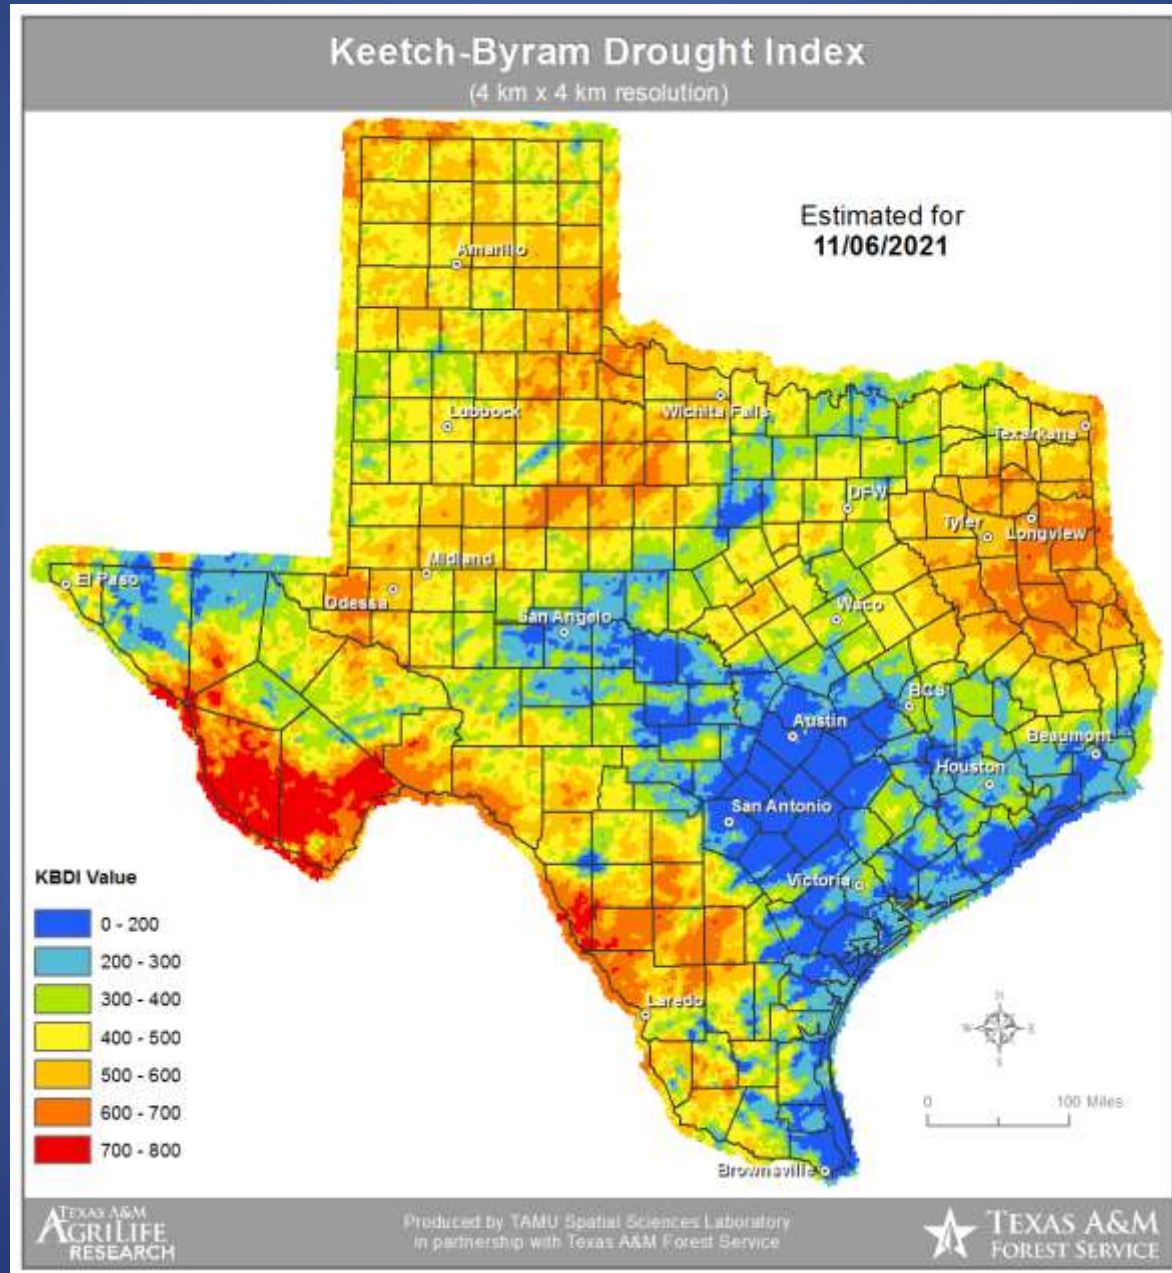 Keetch-Byram Drought Index
(4 km x 4 km resolution)
Estimated for
11/06/2021
Amarillo
Lubbock
Wichita Falls
Texarkana
DFW
Tyler
Longview
Midland
El Paso
Odessa
San Angelo
Waco
BCS
Austin
Beaumont
Houston
San Antonio
Victoria
Laredo
Brownsville
KBDI Value
0 - 200
200 - 300
300 - 400
400 - 500
500 - 600
600 - 700
700 - 800
N
W
E
S
0 100 Miles
TEXAS A&M
AGRILIFE
RESEARCH
Produced by TAMU Spatial Sciences Laboratory
in partnership with Texas A&M Forest Service
TEXAS A&M
FOREST SERVICE